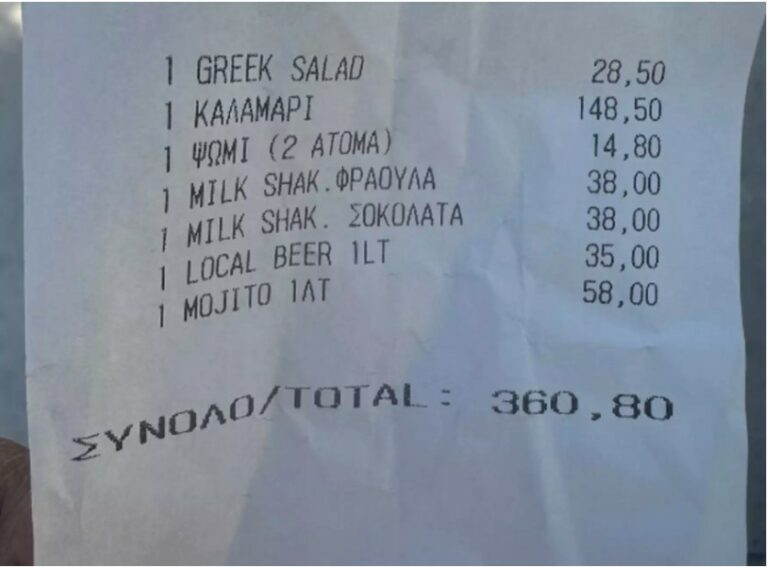 1 GREEK SALAD 28,50
1 ΚΑΛΑΜΑΡΙ 148,50
1 ΨΩΜΙ (2 ΑΤΟΜΑ) 14,80
1 MILK SHAK.ΦΡΑΟΥΛΑ 38,00
1 MILK SHAK. ΣΟΚΟΛΑΤΑ 38,00
1 LOCAL BEER 1LT 35,00
1 MOJITO 1ΛΤ 58,00
ΣΥΝΟΛΟ/TOTAL: 360,80